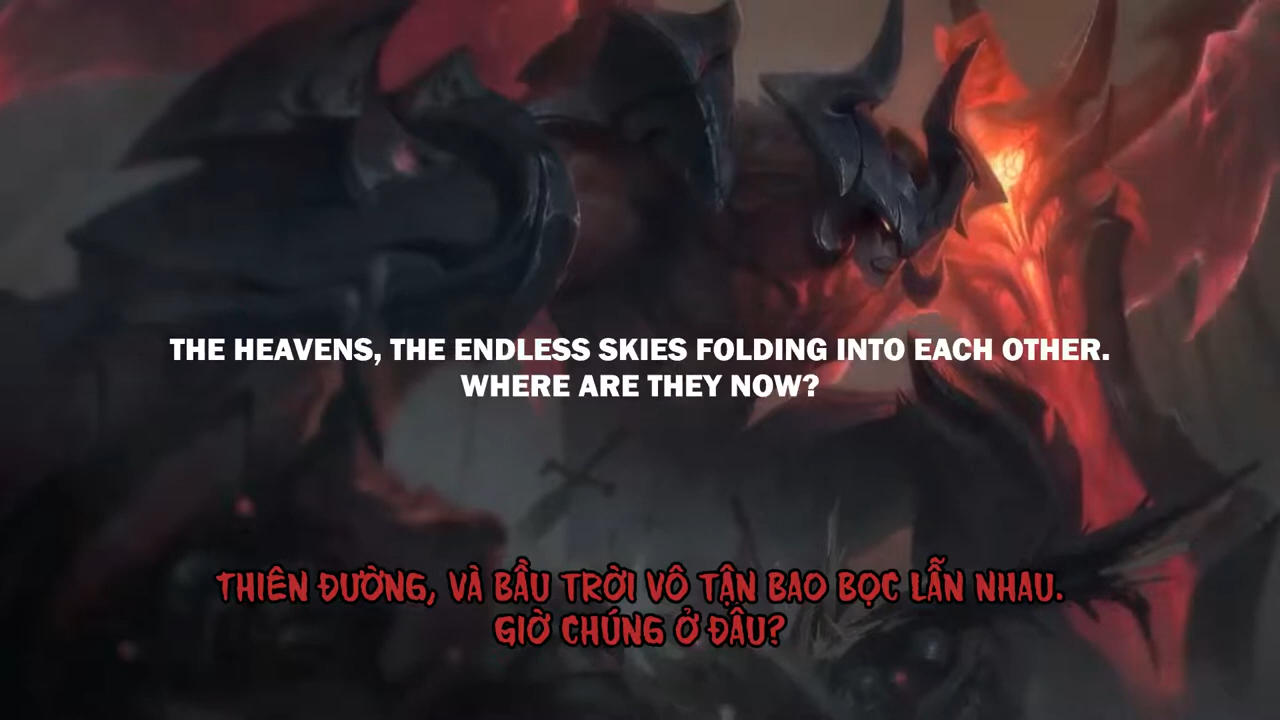 THE HEAVENS, THE ENDLESS SKIES FOLDING INTO EACH OTHER.
WHERE ARE THEY NOW?
THIÊN ĐƯỜNG, VÀ BẦU TRỜI VÔ TẬN BAO BỌC LẪN NHAU.
GIỜ CHÚNG Ở ĐÂU?